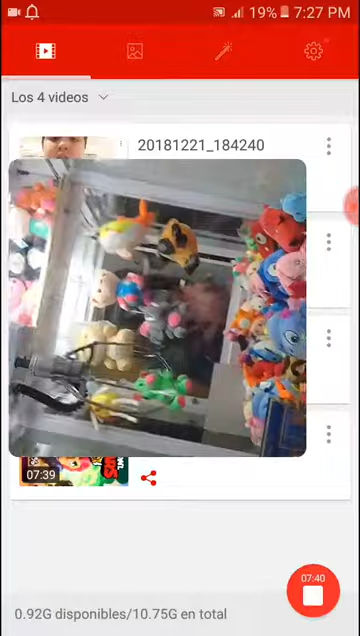 19% 7:27 PM
Los 4 videos
20181221_184240
07:39
07:40
0.92G disponibles/10.75G en total